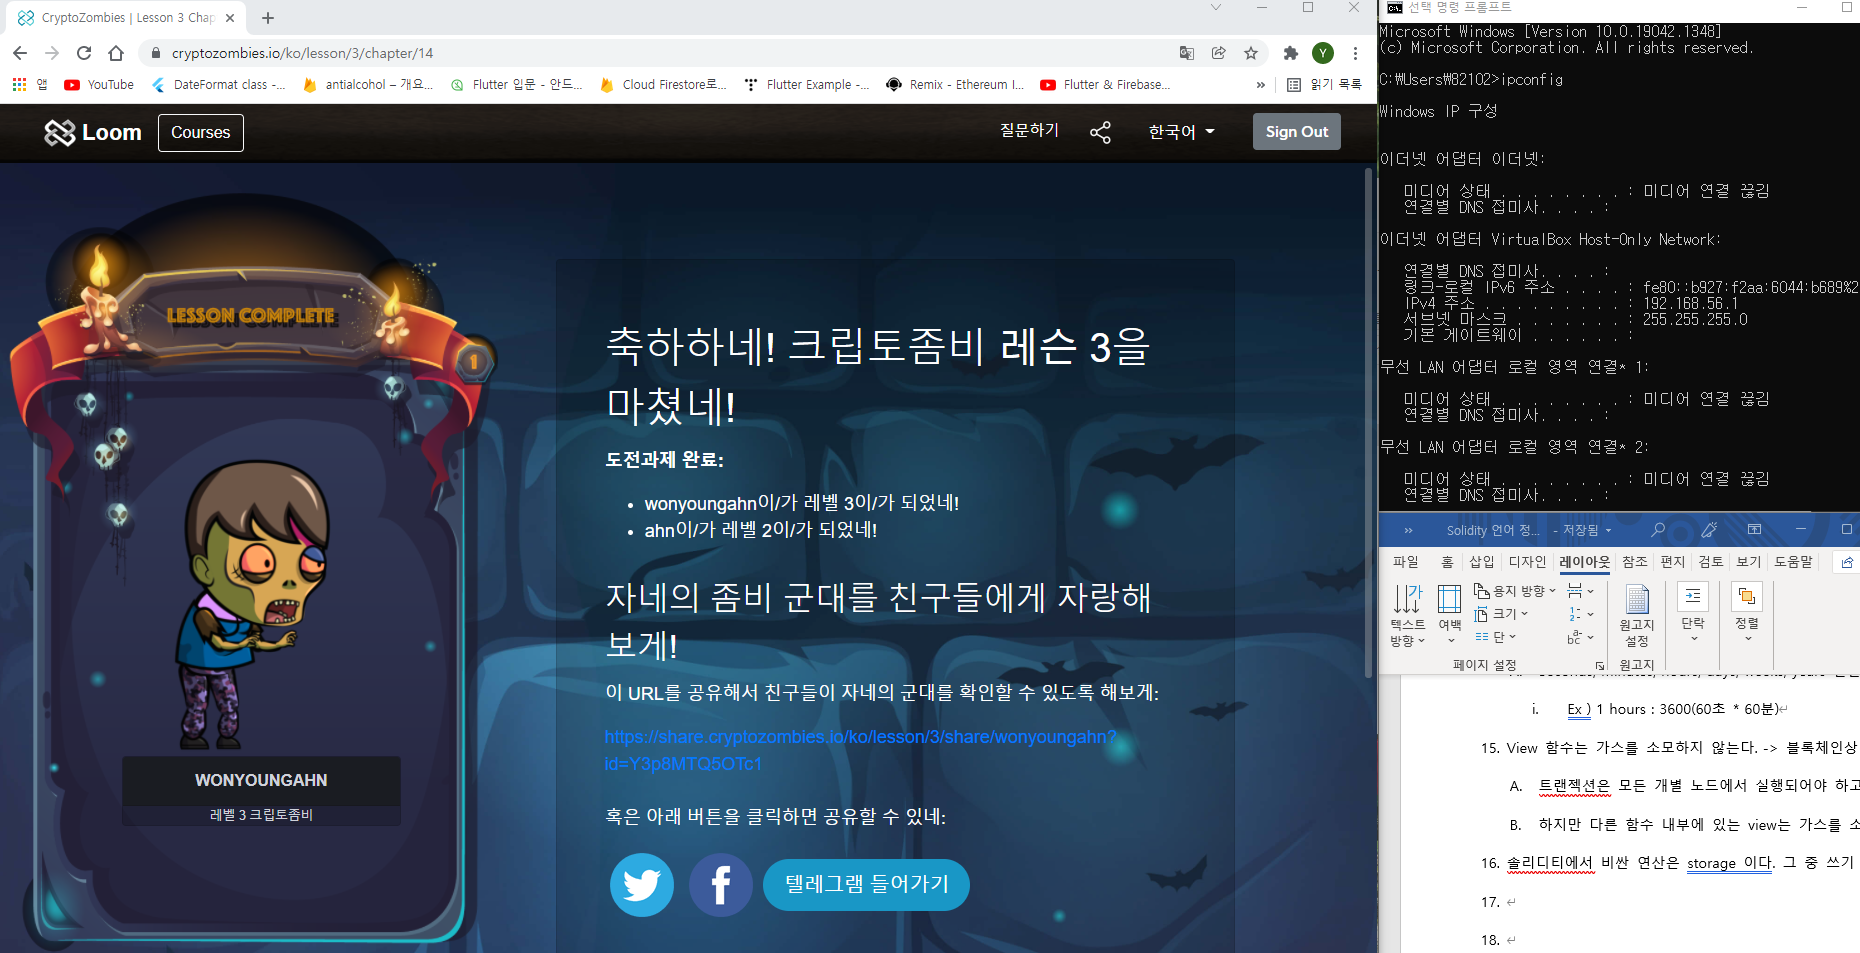 CryptoZombies | Lesson 3 Chap
cryptozombies.io/ko/lesson/3/chapter/14
Y
앱
YouTube
DateFormat class -...
antialcohol – 개요...
Flutter 입문 - 안드...
Cloud Firestore로...
Flutter Example -...
Remix - Ethereum I...
Flutter & Firebase...
»
읽기 목록
Loom
Courses
질문하기
한국어
Sign Out
LESSON COMPLETE
1
WONYOUNGAHN
레벨 3 크립토좀비
축하하네! 크립토좀비 레슨 3을
마쳤네!
도전과제 완료:
• wonyoungahn이/가 레벨 3이/가 되었네!
• ahn이/가 레벨 2이/가 되었네!
자네의 좀비 군대를 친구들에게 자랑해
보게!
이 URL를 공유해서 친구들이 자네의 군대를 확인할 수 있도록 해보게:
https://share.cryptozombies.io/ko/lesson/3/share/wonyoungahn?
id=Y3p8MTQ5OTc1
혹은 아래 버튼을 클릭하면 공유할 수 있네:
텔레그램 들어가기
선택 명령 프롬프트
Microsoft Windows [Version 10.0.19042.1348]
(c) Microsoft Corporation. All rights reserved.
C:₩Users₩82102>ipconfig
Windows IP 구성
이더넷 어댑터 이더넷:
미디어 상태 . . . . . . . . : 미디어 연결 끊김
연결별 DNS 접미사. . . . :
이더넷 어댑터 VirtualBox Host-Only Network:
연결별 DNS 접미사. . . . :
링크-로컬 IPv6 주소 . . . . : fe80::b927:f2aa:6044:b689%2
IPv4 주소 . . . . . . . . . : 192.168.56.1
서브넷 마스크 . . . . . . . : 255.255.255.0
기본 게이트웨이 . . . . . . :
무선 LAN 어댑터 로컬 영역 연결* 1:
미디어 상태 . . . . . . . . : 미디어 연결 끊김
연결별 DNS 접미사. . . . :
무선 LAN 어댑터 로컬 영역 연결* 2:
미디어 상태 . . . . . . . . : 미디어 연결 끊김
연결별 DNS 접미사. . . . :
» Solidity 언어 정... - 저장됨
파일 홈 삽입 디자인 레이아웃 참조 편지 검토 보기 도움말
텍스트
방향
여백
용지 방향
크기
단
원고지
설정
단락
정렬
페이지 설정
원고지
i. Ex ) 1 hours : 3600(60초 * 60분)
15. View 함수는 가스를 소모하지 않는다. -> 블록체인상
A. 트랜젝션은 모든 개별 노드에서 실행되어야 하고
B. 하지만 다른 함수 내부에 있는 view는 가스를 소
16. 솔리디티에서 비싼 연산은 storage 이다. 그 중 쓰기
17.
18.